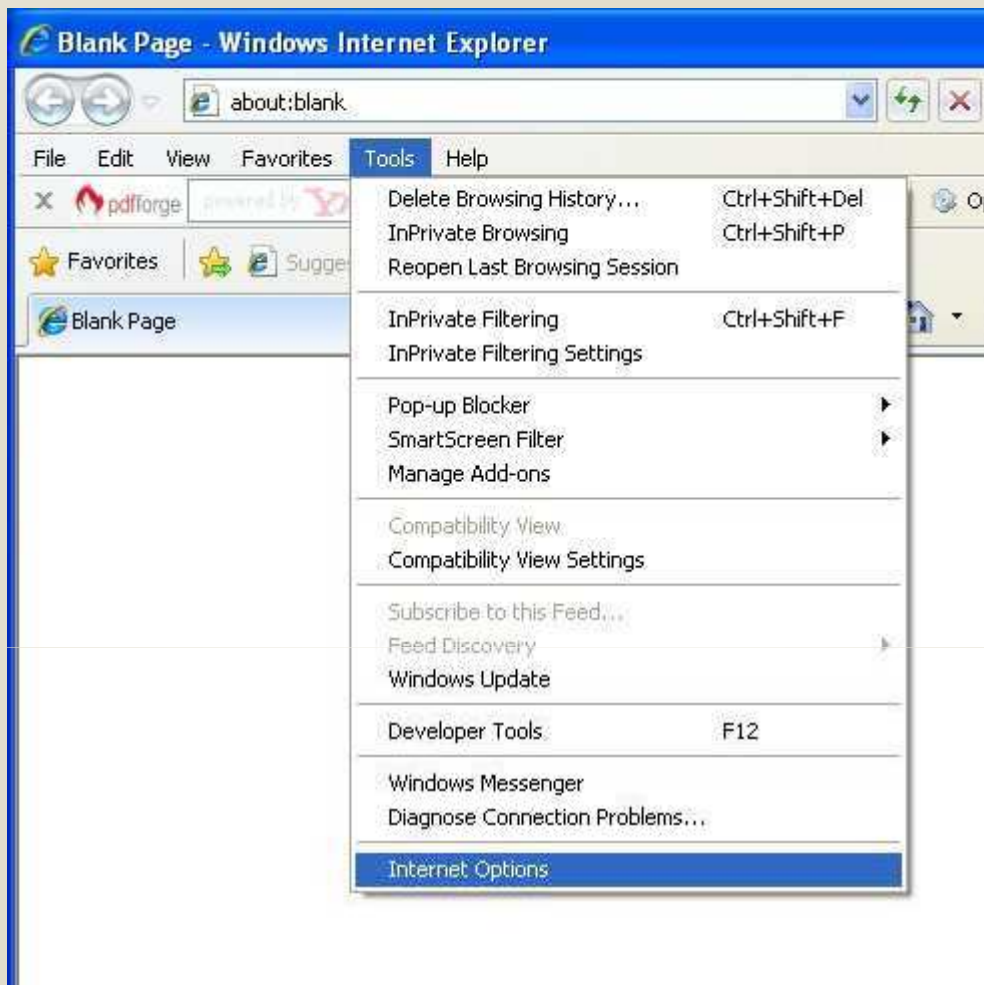 Blank Page - Windows Internet Explorer
about:blank
File Edit View Favorites Tools Help
pdfforge powered by
Favorites Sugge
Blank Page
Delete Browsing History... Ctrl+Shift+Del
InPrivate Browsing Ctrl+Shift+P
Reopen Last Browsing Session
InPrivate Filtering Ctrl+Shift+F
InPrivate Filtering Settings
Pop-up Blocker
SmartScreen Filter
Manage Add-ons
Compatibility View
Compatibility View Settings
Subscribe to this Feed...
Feed Discovery
Windows Update
Developer Tools F12
Windows Messenger
Diagnose Connection Problems...
Internet Options